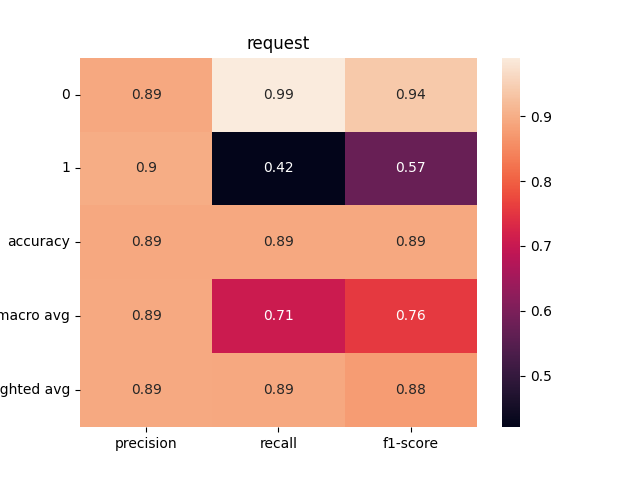 request
0 0.89 0.99 0.94 0.9
1 0.9 0.42 0.57 0.8
accuracy 0.89 0.89 0.89 0.7
macro avg 0.89 0.71 0.76 0.6
ghted avg 0.89 0.89 0.88 0.5
precision recall f1-score